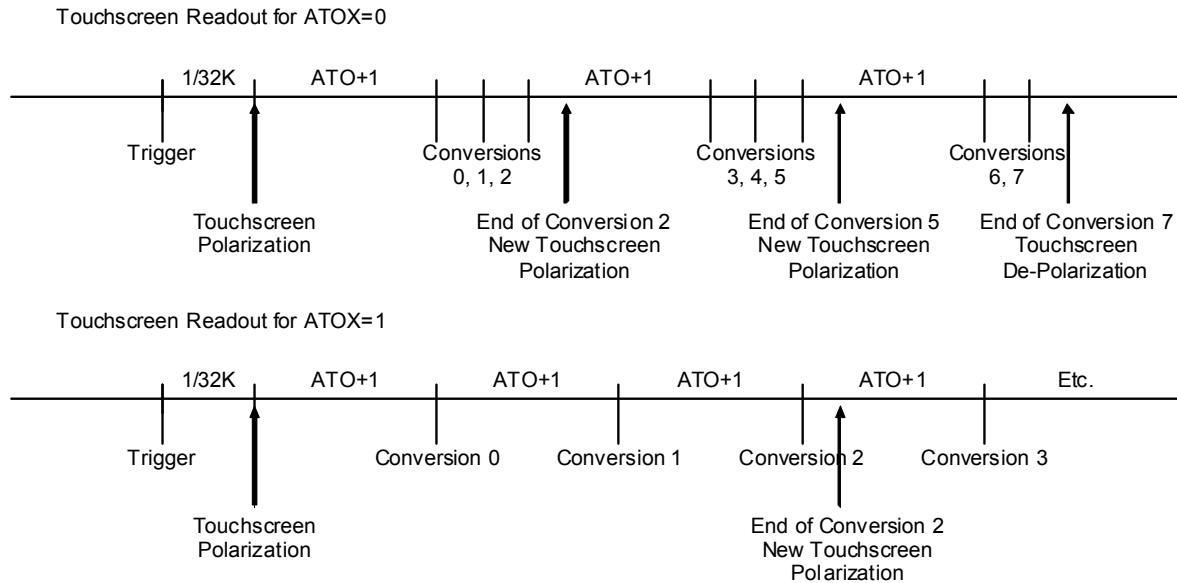 Touchscreen Readout for ATOX=0
1/32K ATO+1 ATO+1 ATO+1
Trigger
Conversions
0, 1, 2
Conversions
3, 4, 5
Conversions
6, 7
Touchscreen
Polarization
End of Conversion 2
New Touchscreen
Polarization
End of Conversion 5
New Touchscreen
Polarization
End of Conversion 7
Touchscreen
De-Polarization
Touchscreen Readout for ATOX=1
1/32K ATO+1 ATO+1 ATO+1 ATO+1 Etc.
Trigger Conversion 0 Conversion 1 Conversion 2 Conversion 3
Touchscreen
Polarization
End of Conversion 2
New Touchscreen
Polarization